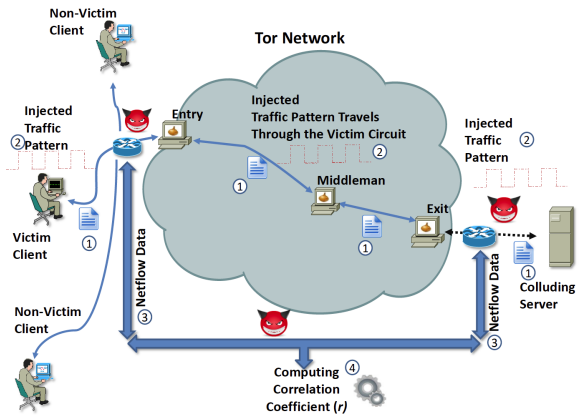 Non-Victim
Client
Tor Network
Injected
Traffic
Pattern
2
Entry
Injected
Traffic Pattern Travels
Through the Victim Circuit
2
2
Injected
Traffic
Pattern
1
Middleman
Victim
Client
1
1
Exit
1
Colluding
Server
Netflow Data
3
Netflow Data
3
Non-Victim
Client
4
Computing
Correlation
Coefficient (r)